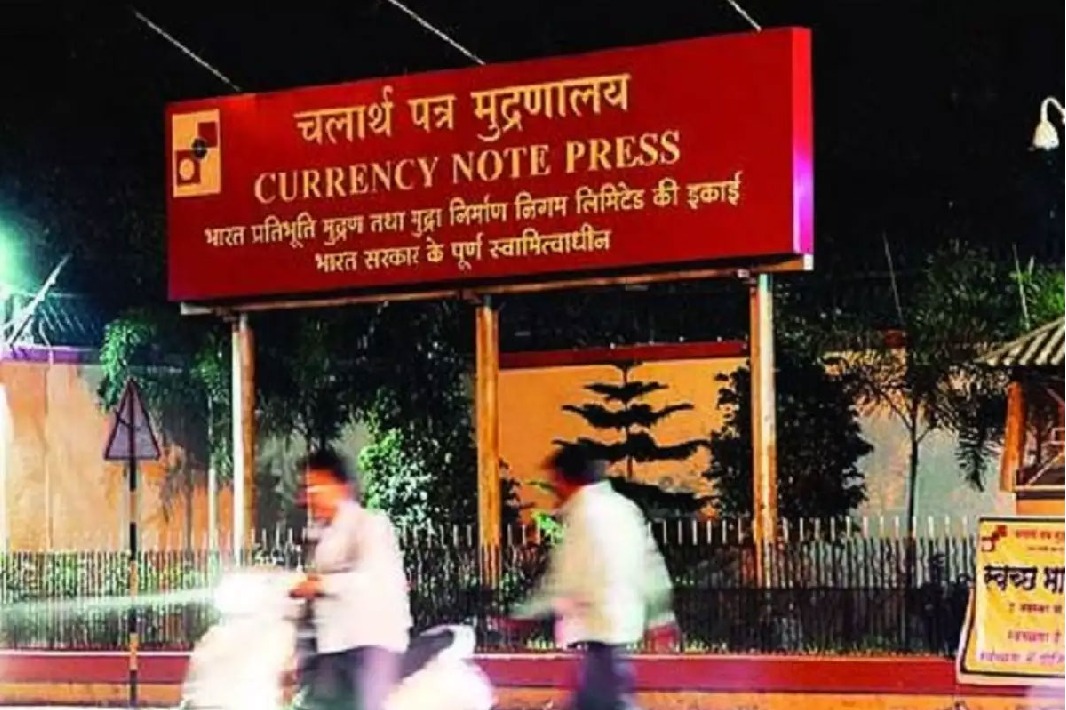 चलार्थ पत्र मुद्रणालय
CURRENCY NOTE PRESS
भारत प्रतिभूति मुद्रण तथा मुद्रा निर्माण निगम लिमिटेड की इकाई
भारत सरकार के पूर्ण स्वामित्वाधीन
स्वच्छ